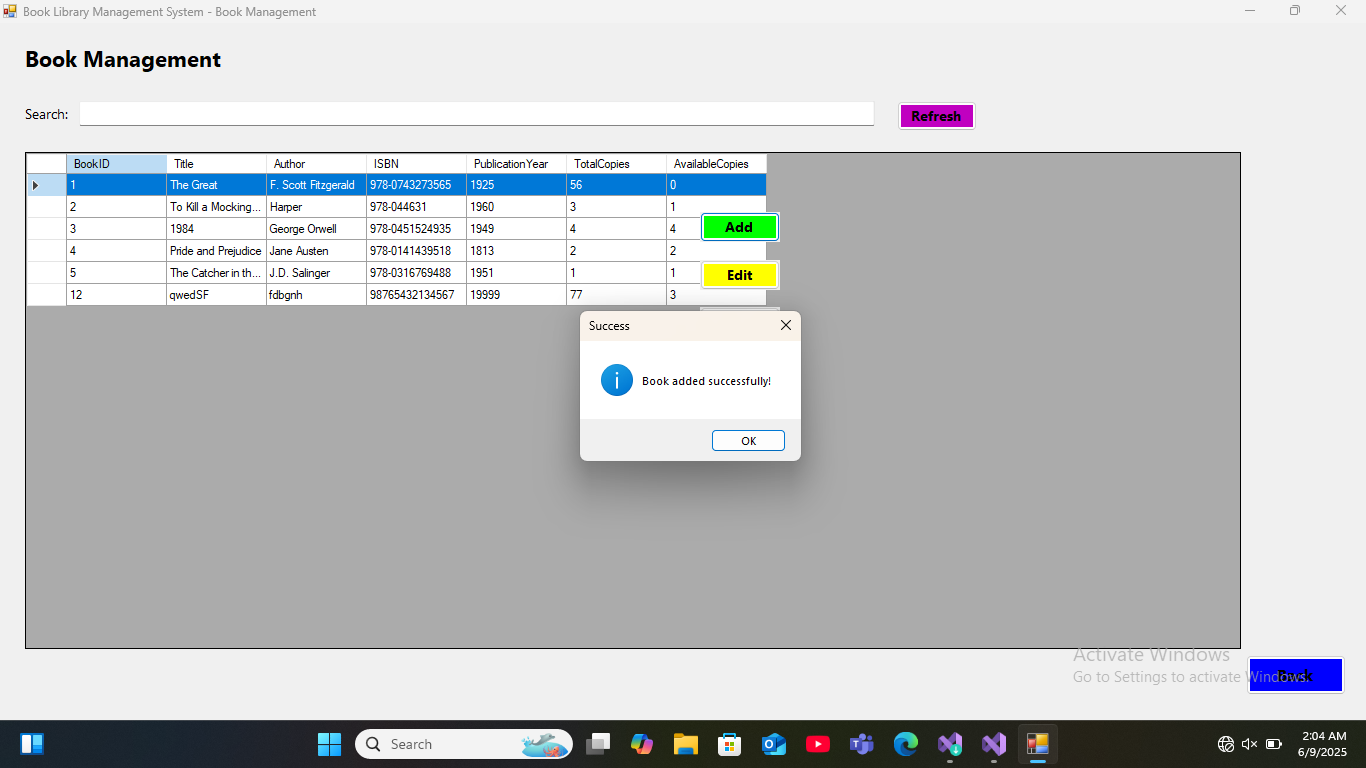 Book Library Management System - Book Management
Book Management
Search:
Refresh
BookID Title Author ISBN PublicationYear TotalCopies AvailableCopies
1 The Great F. Scott Fitzgerald 978-0743273565 1925 56 0
2 To Kill a Mocking... Harper 978-044631 1960 3 1
3 1984 George Orwell 978-0451524935 1949 4 4
Add
4 Pride and Prejudice Jane Austen 978-0141439518 1813 2 2
5 The Catcher in th... J.D. Salinger 978-0316769488 1951 1 1
Edit
12 qwedSF fdbgnh 98765432134567 19999 77 3
Success
Book added successfully!
OK
Activate Windows
Go to Settings to activate Windows.
Back
Search
2:04 AM
6/9/2025